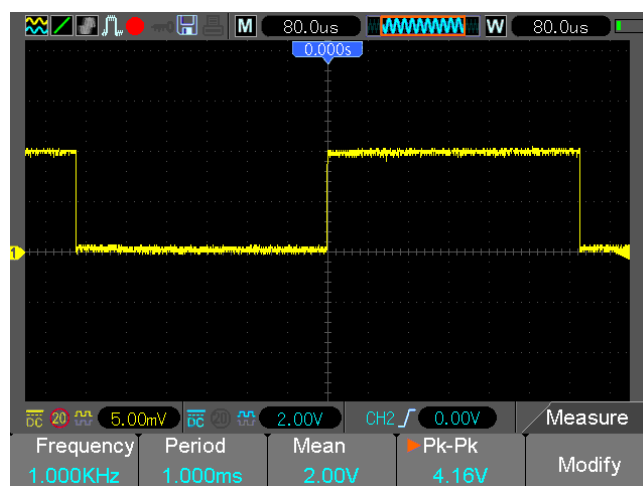 M 80.0us W 80.0us
0.000s
1
DC 20 5.00mV DC 20 2.00V CH2 0.00V Measure
Frequency Period Mean Pk-Pk Modify
1.000KHz 1.000ms 2.00V 4.16V